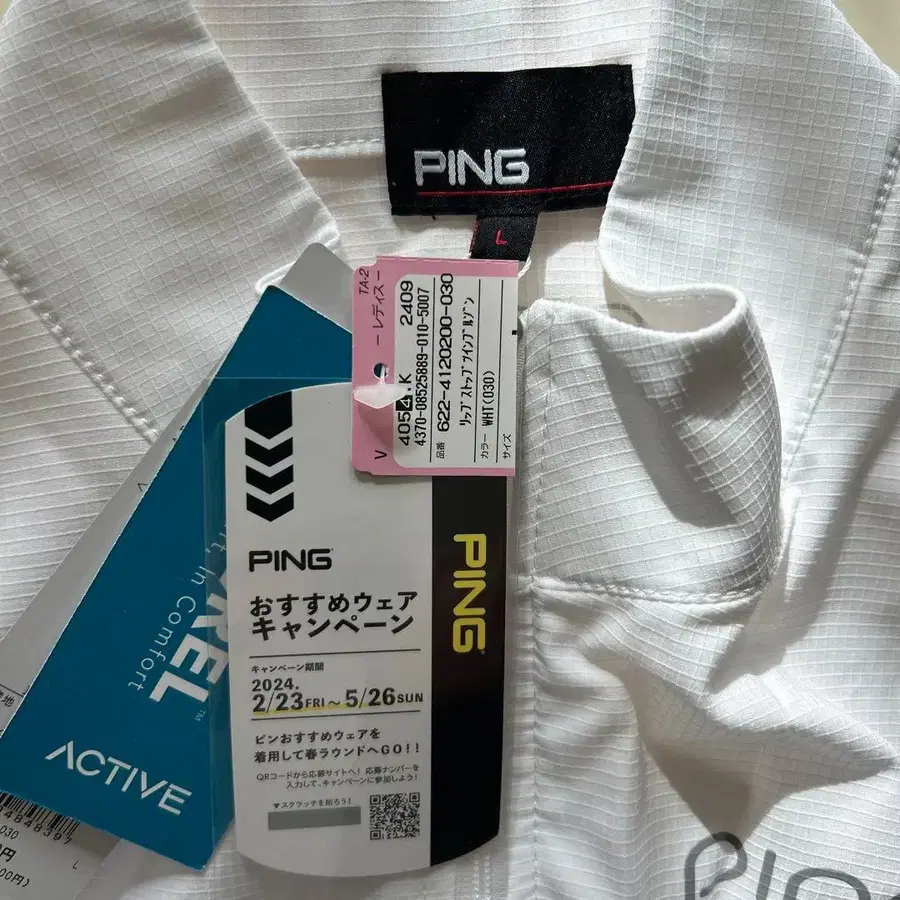 PING
L
TA-2
- レディス -
V
4054.K 2409
4370-08525889-010-5007
品番 622-4120200-030
ﾘｯﾌﾟｽﾄｯﾌﾟﾂｲﾝﾌﾞﾙｿﾞﾝ
カラー WHT(030)
サイズ
PING
おすすめウェア
キャンペーン
キャンペーン期間
2024.
2/23FRI～5/26SUN
ピンおすすめウェアを
着用して春ラウンドへGO!!
QRコードから応募サイトへ! 応募ナンバーを
入力して、キャンペーンに参加しよう!
▼スクラッチを削ろう!
PING
In Comfort
ACTIVE
030
L
円
00円)